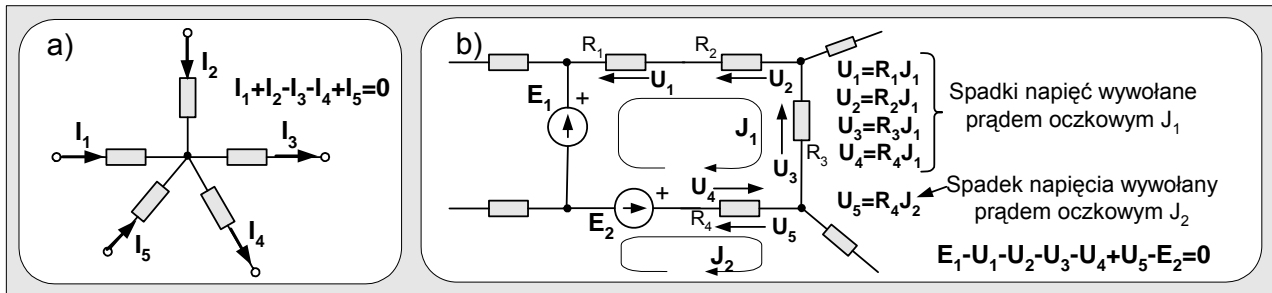 a)
I₂
I₁+I₂-I₃-I₄+I₅=0
I₁
I₃
I₅
I₄
b)
R₁
R₂
U₁
U₂
E₁
+
J₁
U₃
R₃
U₄
E₂
+
R₄
U₅
J₂
U₁=R₁J₁
U₂=R₂J₁
U₃=R₃J₁
U₄=R₄J₁
Spadki napięć wywołane
prądem oczkowym J₁
U₅=R₄J₂
Spadek napięcia wywołany
prądem oczkowym J₂
E₁-U₁-U₂-U₃-U₄+U₅-E₂=0